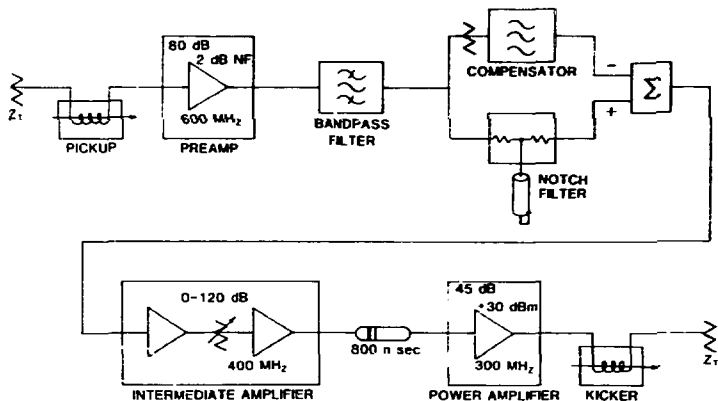 80 dB
2 dB NF
600 MHz
PREAMP
Zτ
PICKUP
BANDPASS
FILTER
COMPENSATOR
−
+
Σ
NOTCH
FILTER
0-120 dB
400 MHz
INTERMEDIATE AMPLIFIER
800 n sec
45 dB
+30 dBm
300 MHz
POWER AMPLIFIER
KICKER
Zτ